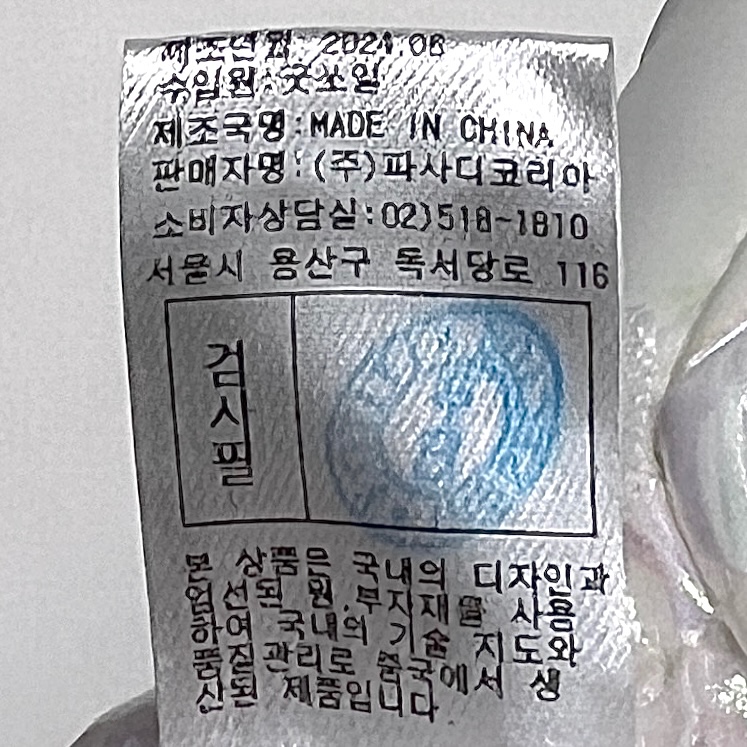 제조연월: 2021.08
수입원:굿쏘일
제조국명:MADE IN CHINA
판매자명:(주)파사디코리아
소비자상담실:02)518-1810
서울시 용산구 독서당로 116
검사필
본 상품은 국내의 디자인과
엄선된 원.부자재를 사용
하여 국내의 기술 지도와
품질관리로 중국에서 생
산된 제품입니다